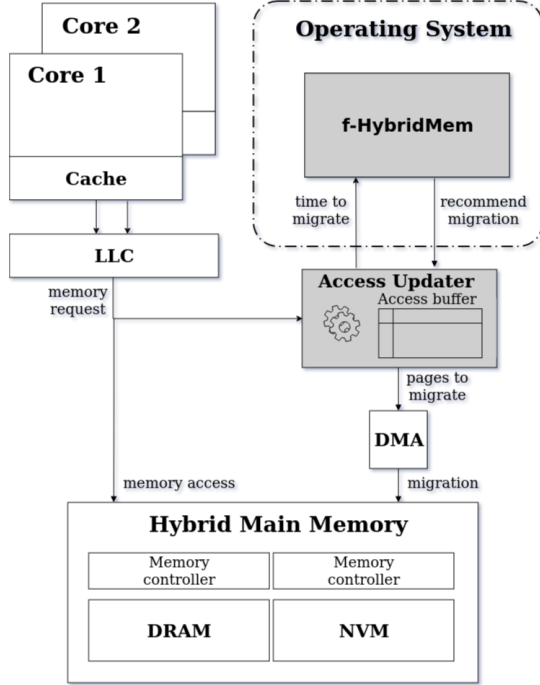 Core 2
Core 1
Cache
LLC
memory
request
Operating System
f-HybridMem
time to
migrate
recommend
migration
Access Updater
Access buffer
pages to
migrate
DMA
memory access
migration
Hybrid Main Memory
Memory
controller
Memory
controller
DRAM
NVM